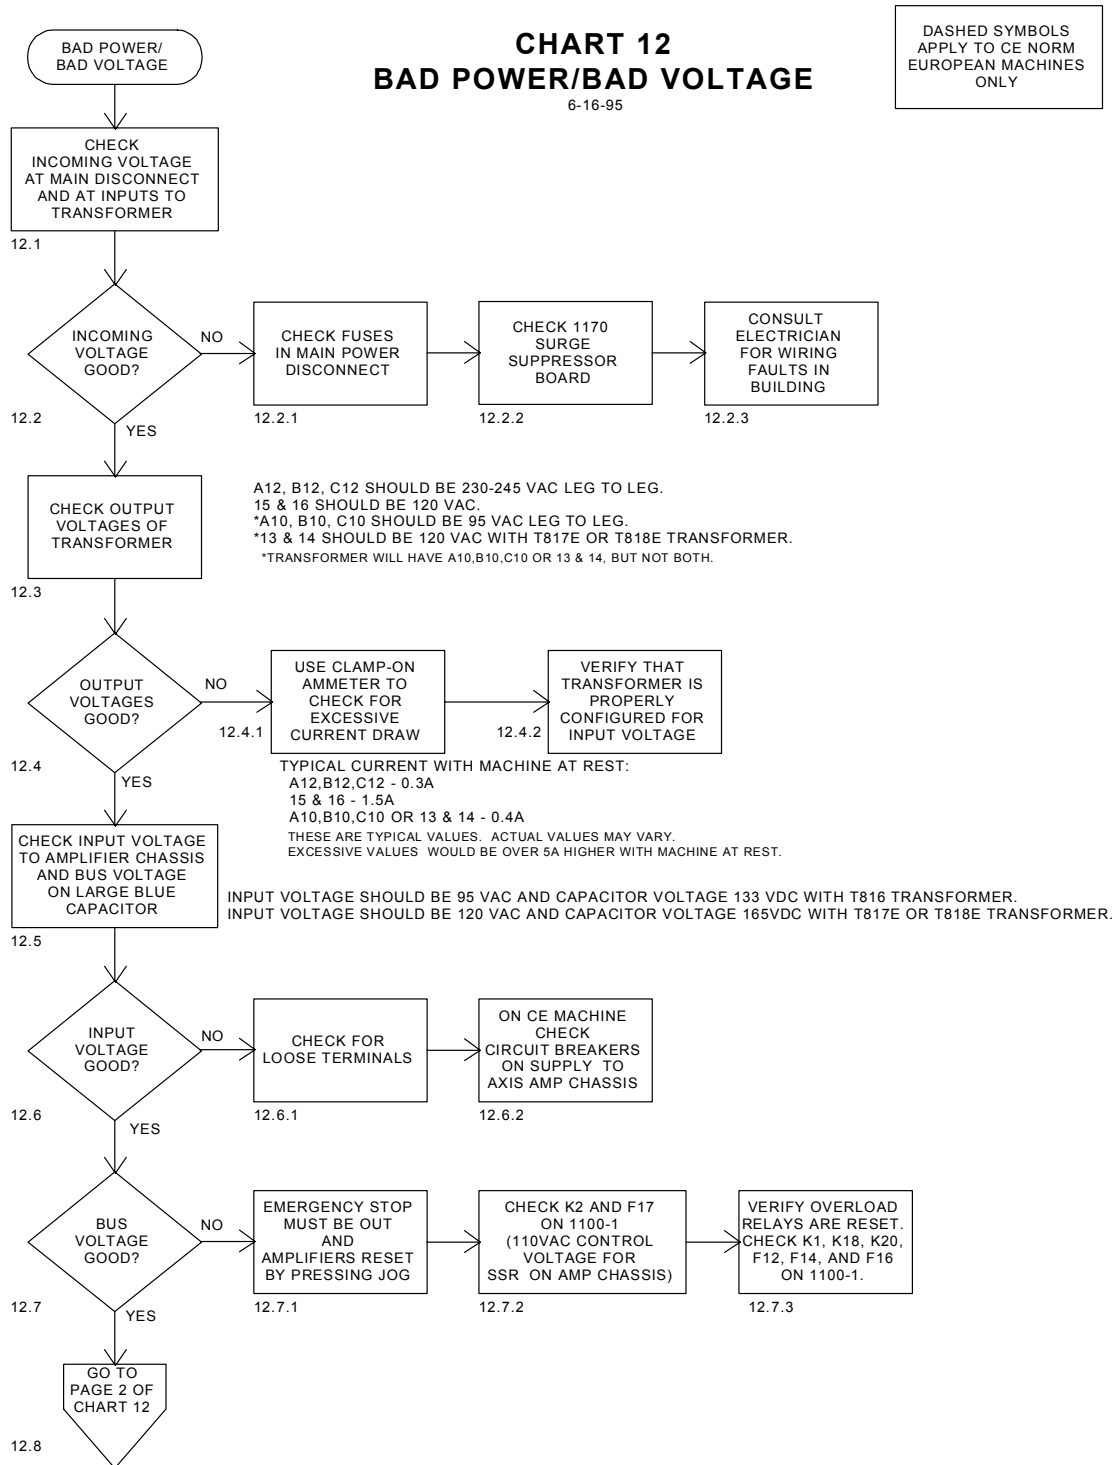 BAD POWER/
BAD VOLTAGE
CHART 12
BAD POWER/BAD VOLTAGE
6-16-95
DASHED SYMBOLS
APPLY TO CE NORM
EUROPEAN MACHINES
ONLY
CHECK
INCOMING VOLTAGE
AT MAIN DISCONNECT
AND AT INPUTS TO
TRANSFORMER
12.1
INCOMING
VOLTAGE
GOOD?
12.2
NO
YES
CHECK FUSES
IN MAIN POWER
DISCONNECT
12.2.1
CHECK 1170
SURGE
SUPPRESSOR
BOARD
12.2.2
CONSULT
ELECTRICIAN
FOR WIRING
FAULTS IN
BUILDING
12.2.3
CHECK OUTPUT
VOLTAGES OF
TRANSFORMER
12.3
A12, B12, C12 SHOULD BE 230-245 VAC LEG TO LEG.
15 & 16 SHOULD BE 120 VAC.
*A10, B10, C10 SHOULD BE 95 VAC LEG TO LEG.
*13 & 14 SHOULD BE 120 VAC WITH T817E OR T818E TRANSFORMER.
*TRANSFORMER WILL HAVE A10,B10,C10 OR 13 & 14, BUT NOT BOTH.
OUTPUT
VOLTAGES
GOOD?
12.4
NO
YES
USE CLAMP-ON
AMMETER TO
CHECK FOR
EXCESSIVE
CURRENT DRAW
12.4.1
VERIFY THAT
TRANSFORMER IS
PROPERLY
CONFIGURED FOR
INPUT VOLTAGE
12.4.2
TYPICAL CURRENT WITH MACHINE AT REST:
A12,B12,C12 - 0.3A
15 & 16 - 1.5A
A10,B10,C10 OR 13 & 14 - 0.4A
THESE ARE TYPICAL VALUES. ACTUAL VALUES MAY VARY.
EXCESSIVE VALUES WOULD BE OVER 5A HIGHER WITH MACHINE AT REST.
CHECK INPUT VOLTAGE
TO AMPLIFIER CHASSIS
AND BUS VOLTAGE
ON LARGE BLUE
CAPACITOR
12.5
INPUT VOLTAGE SHOULD BE 95 VAC AND CAPACITOR VOLTAGE 133 VDC WITH T816 TRANSFORMER.
INPUT VOLTAGE SHOULD BE 120 VAC AND CAPACITOR VOLTAGE 165VDC WITH T817E OR T818E TRANSFORMER.
INPUT
VOLTAGE
GOOD?
12.6
NO
YES
CHECK FOR
LOOSE TERMINALS
12.6.1
ON CE MACHINE
CHECK
CIRCUIT BREAKERS
ON SUPPLY TO
AXIS AMP CHASSIS
12.6.2
BUS
VOLTAGE
GOOD?
12.7
NO
YES
EMERGENCY STOP
MUST BE OUT
AND
AMPLIFIERS RESET
BY PRESSING JOG
12.7.1
CHECK K2 AND F17
ON 1100-1
(110VAC CONTROL
VOLTAGE FOR
SSR ON AMP CHASSIS)
12.7.2
VERIFY OVERLOAD
RELAYS ARE RESET.
CHECK K1, K18, K20,
F12, F14, AND F16
ON 1100-1.
12.7.3
GO TO
PAGE 2 OF
CHART 12
12.8